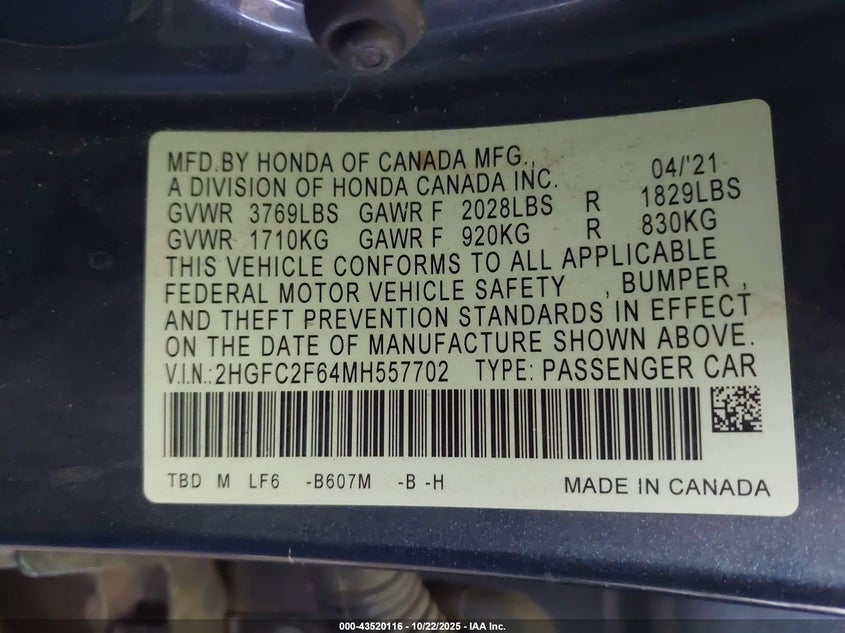 MFD.BY HONDA OF CANADA MFG., 04/'21
A DIVISION OF HONDA CANADA INC.
GVWR 3769LBS GAWR F 2028LBS R 1829LBS
GVWR 1710KG GAWR F 920KG R 830KG
THIS VEHICLE CONFORMS TO ALL APPLICABLE
FEDERAL MOTOR VEHICLE SAFETY , BUMPER ,
AND THEFT PREVENTION STANDARDS IN EFFECT
ON THE DATE OF MANUFACTURE SHOWN ABOVE.
V.I.N.:2HGFC2F64MH557702 TYPE: PASSENGER CAR
TBD M LF6 -B607M -B -H MADE IN CANADA
000-43520116 - 10/22/2025 - IAA Inc.